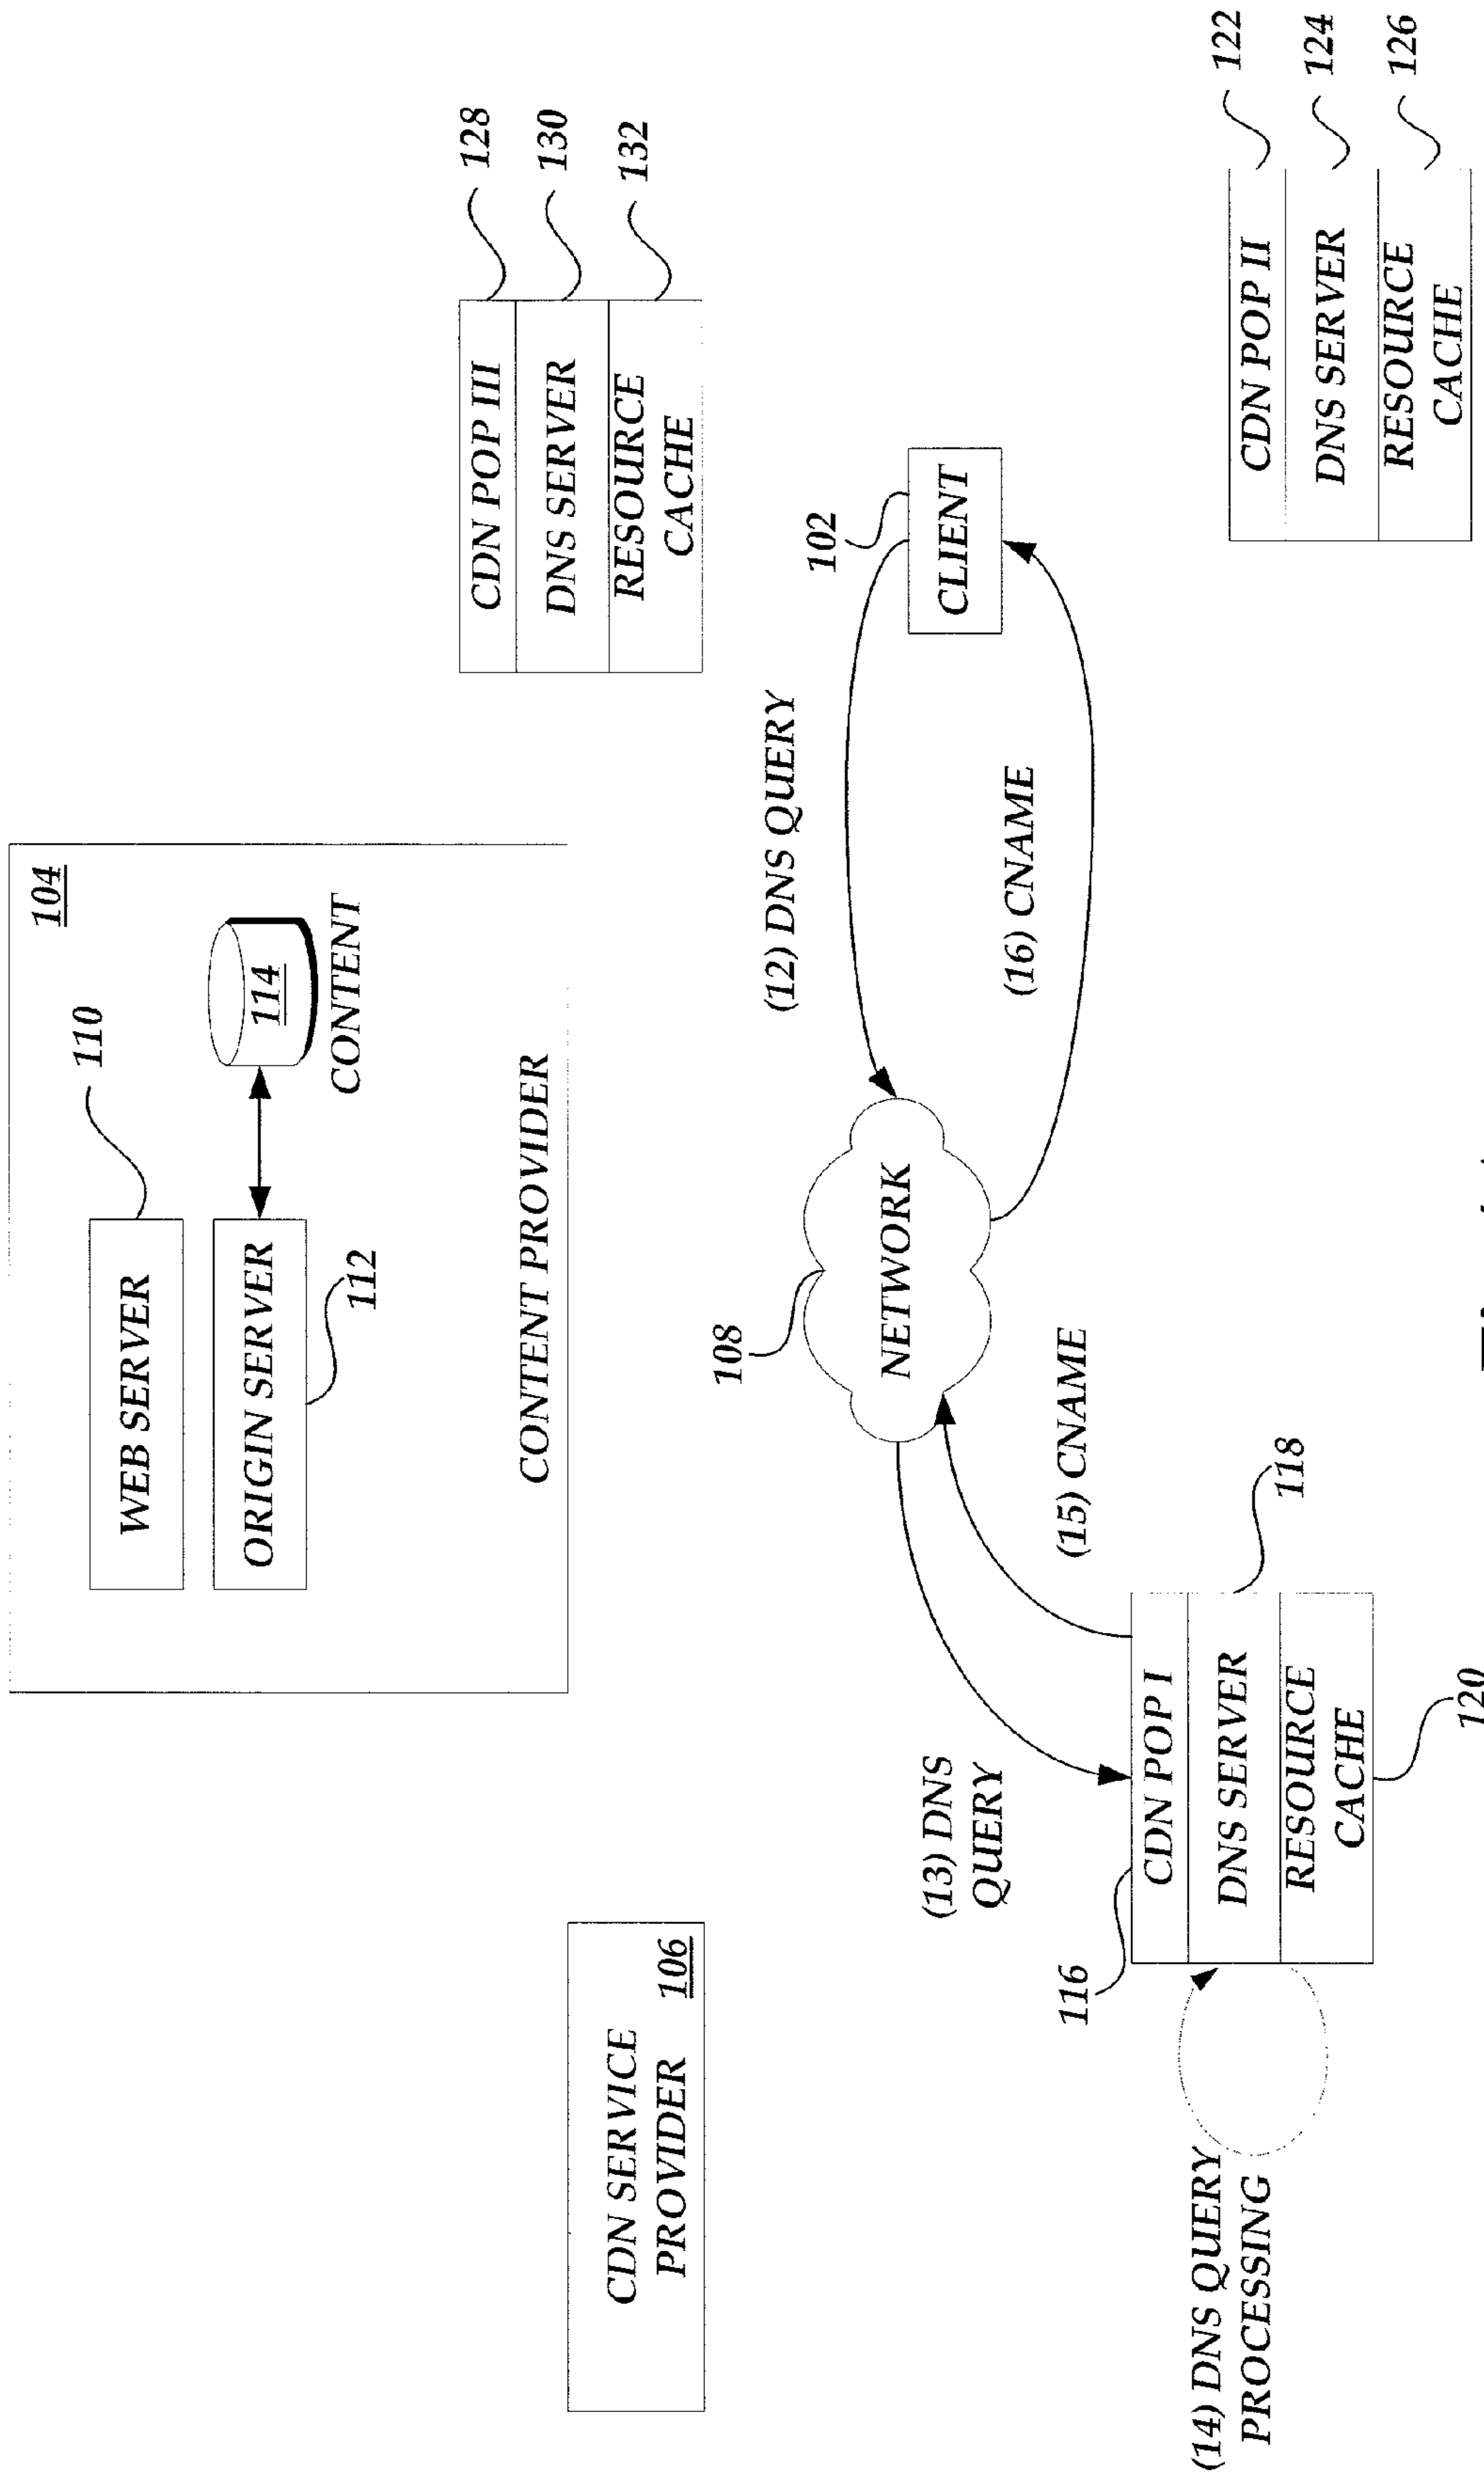 104
110
WEB SERVER
ORIGIN SERVER
112
114
CONTENT
CONTENT PROVIDER
CDN SERVICE
PROVIDER
106
128
130
132
CDN POP III
DNS SERVER
RESOURCE
CACHE
108
NETWORK
(12) DNS QUERY
102
CLIENT
(16) CNAME
(13) DNS
QUERY
(15) CNAME
116
118
CDN POP I
DNS SERVER
RESOURCE
CACHE
120
(14) DNS QUERY
PROCESSING
122
124
126
CDN POP II
DNS SERVER
RESOURCE
CACHE